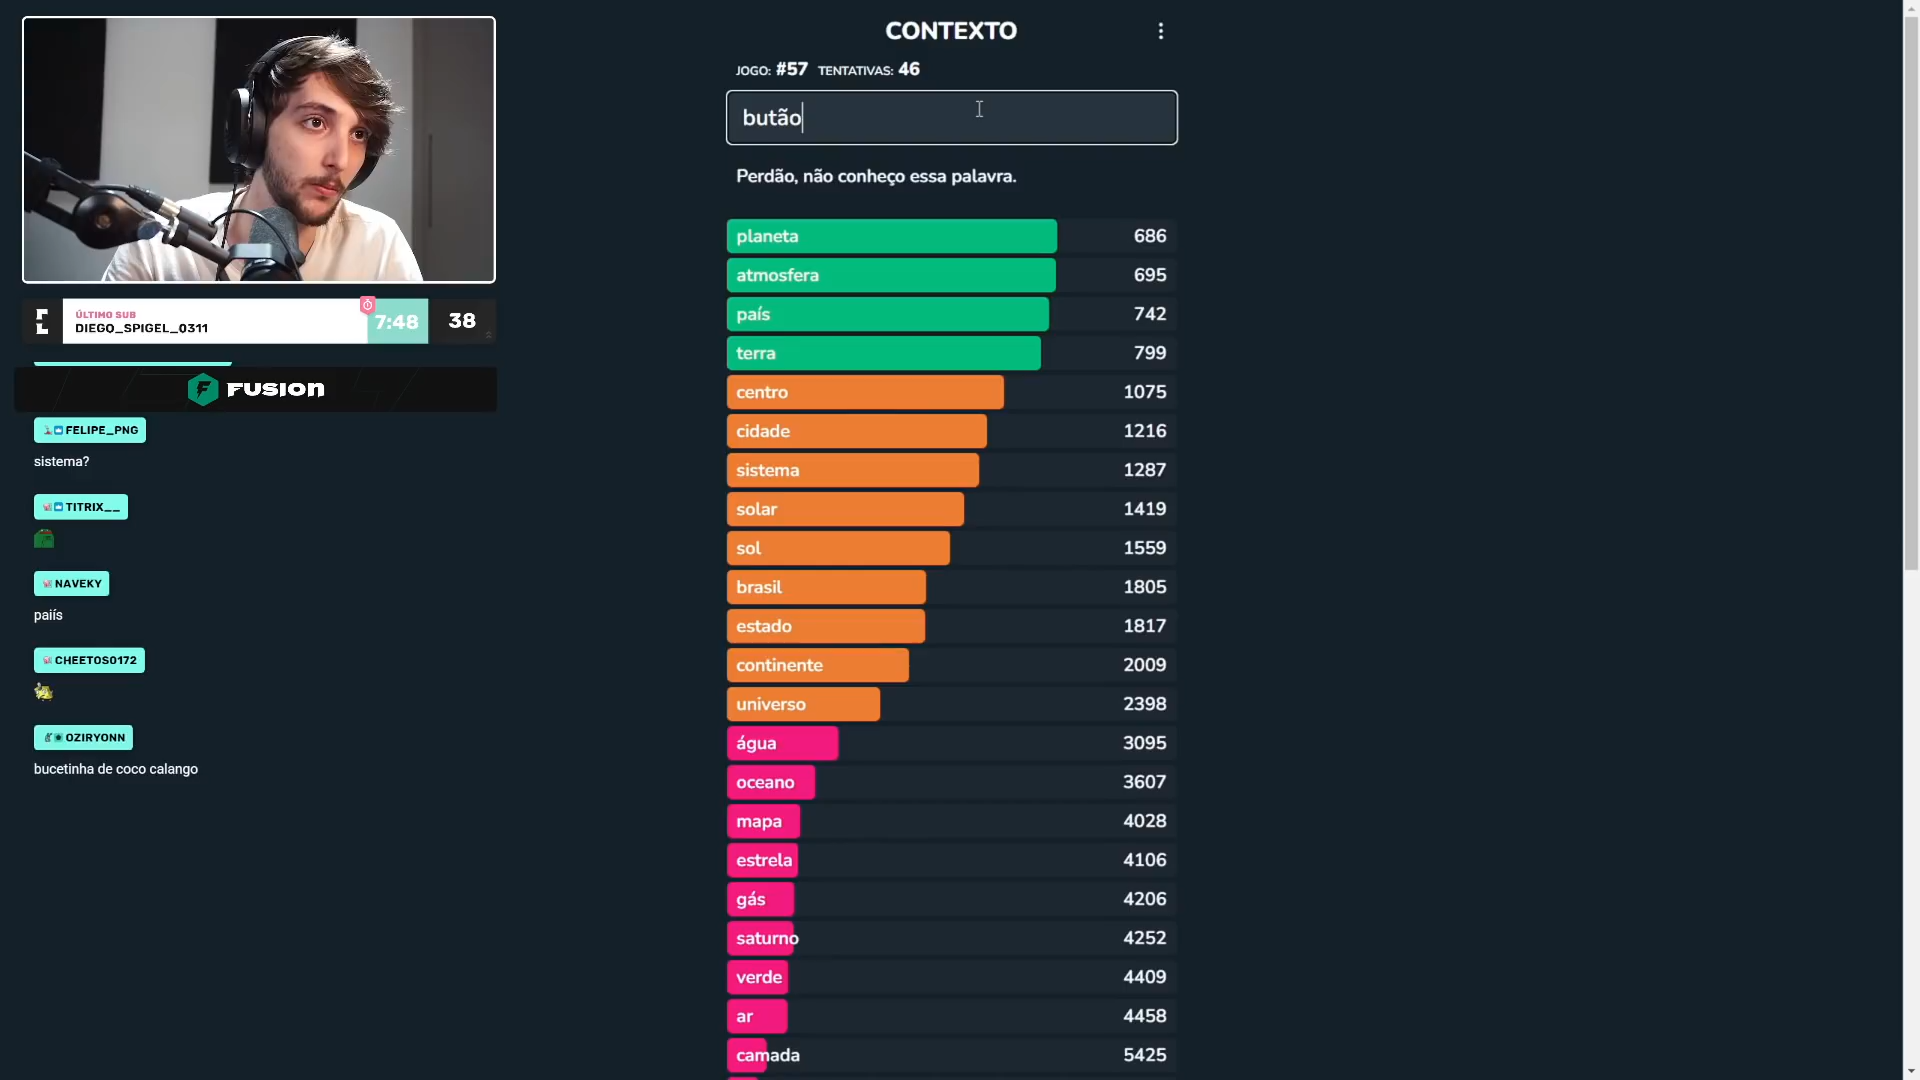 CONTEXTO
JOGO: #57 TENTATIVAS: 46
butão
Perdão, não conheço essa palavra.
planeta 686
atmosfera 695
país 742
terra 799
centro 1075
cidade 1216
sistema 1287
solar 1419
sol 1559
brasil 1805
estado 1817
continente 2009
universo 2398
água 3095
oceano 3607
mapa 4028
estrela 4106
gás 4206
saturno 4252
verde 4409
ar 4458
camada 5425
ÚLTIMO SUB
DIEGO_SPIGEL_0311
7:48
38
FUSION
FELIPE_PNG
sistema?
TITRIX__
NAVEKY
paiís
CHEETOS0172
OZIRYONN
bucetinha de coco calango